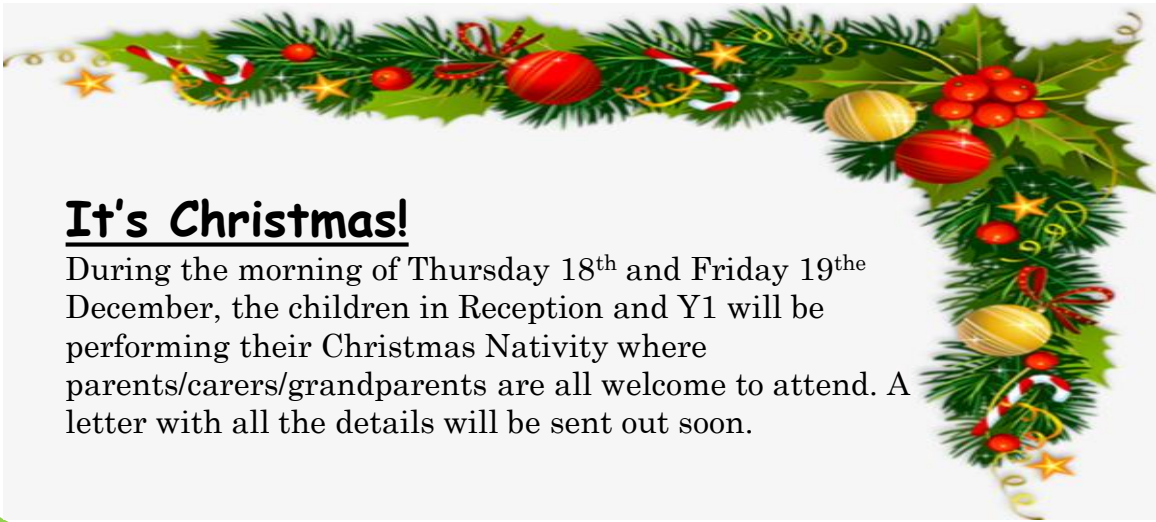 It's Christmas!
During the morning of Thursday 18th and Friday 19the
December, the children in Reception and Y1 will be
performing their Christmas Nativity where
parents/carers/grandparents are all welcome to attend. A
letter with all the details will be sent out soon.